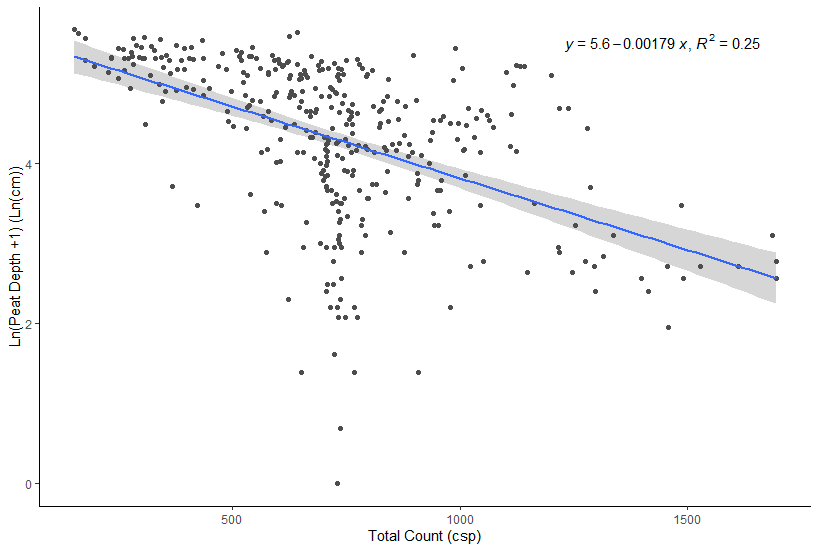 y = 5.6 − 0.00179 x, R² = 0.25
Ln(Peat Depth +1) (Ln(cm))
4
2
0
500
1000
1500
Total Count (csp)